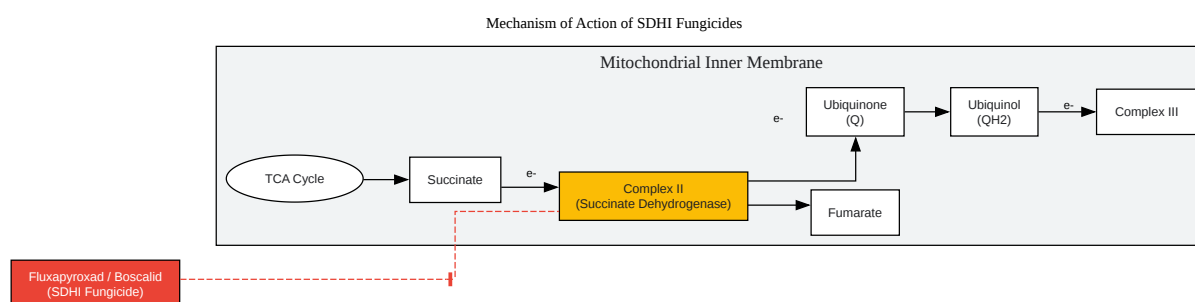 Mechanism of Action of SDHI Fungicides
Mitochondrial Inner Membrane
e-
Ubiquinone
(Q)
Ubiquinol
(QH2)
e-
Complex III
TCA Cycle
Succinate
e-
Complex II
(Succinate Dehydrogenase)
Fumarate
Fluxapyroxad / Boscalid
(SDHI Fungicide)